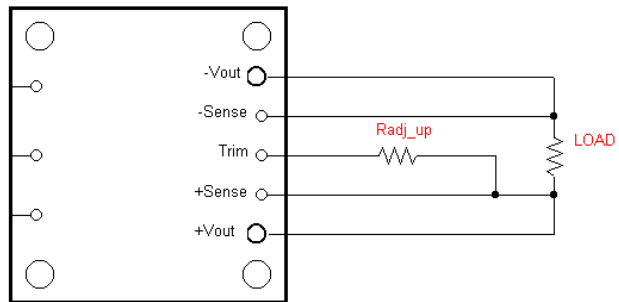 -Vout
-Sense
Radj_up
LOAD
Trim
+Sense
+Vout